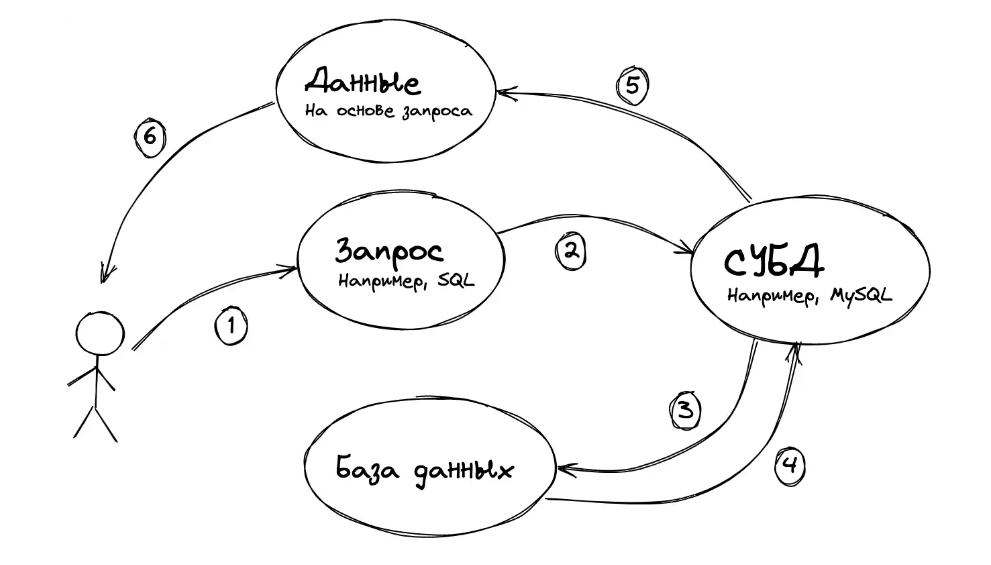 Данные
На основе запроса
5
6
Запрос
Например, SQL
2
СУБД
Например, MySQL
1
3
База данных
4